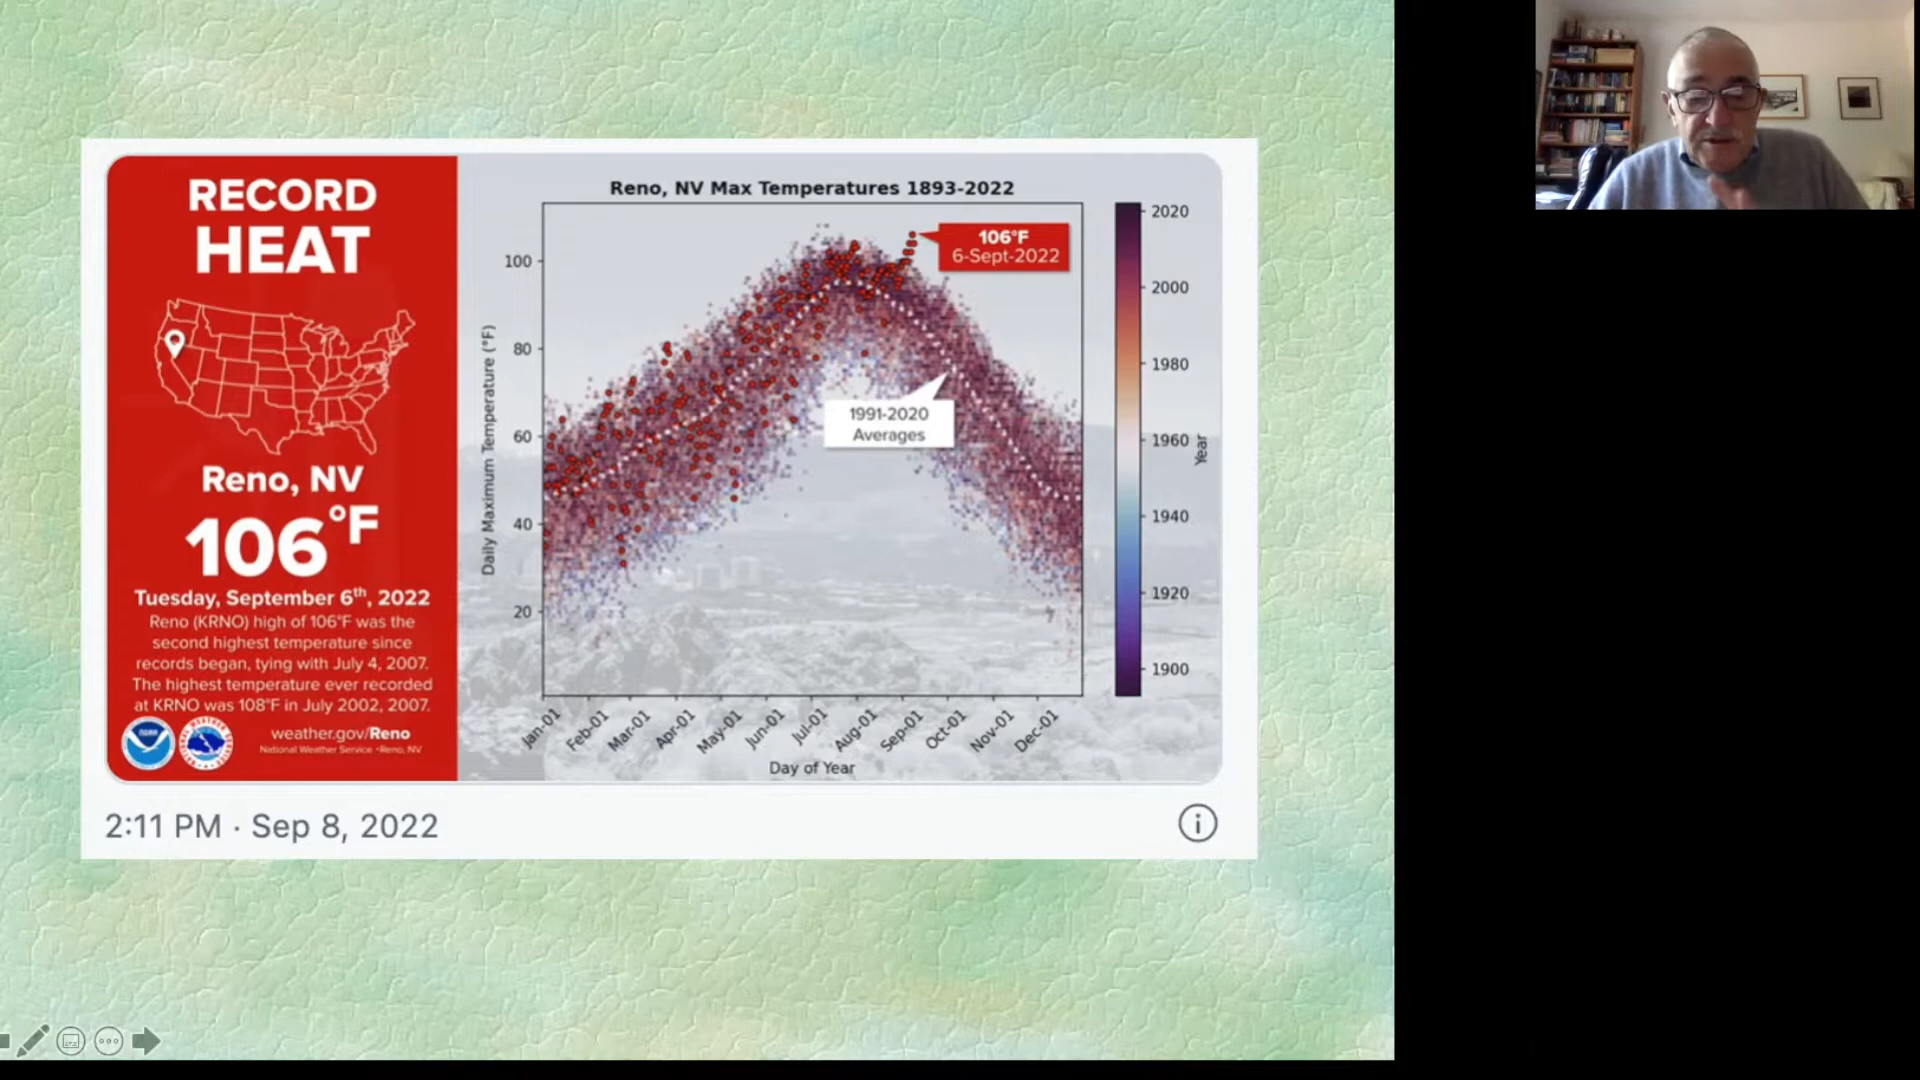 RECORD
HEAT
Reno, NV
106°F
Tuesday, September 6th, 2022
Reno (KRNO) high of 106°F was the
second highest temperature since
records began, tying with July 4, 2007.
The highest temperature ever recorded
at KRNO was 108°F in July 2002, 2007.
NOAA
weather.gov/Reno
National Weather Service •Reno, NV
Reno, NV Max Temperatures 1893-2022
106°F
6-Sept-2022
1991-2020
Averages
Daily Maximum Temperature (°F)
100
80
60
40
20
Jan-01
Feb-01
Mar-01
Apr-01
May-01
Jun-01
Jul-01
Aug-01
Sep-01
Oct-01
Nov-01
Dec-01
Day of Year
2020
2000
1980
1960
1940
1920
1900
Year
2:11 PM · Sep 8, 2022